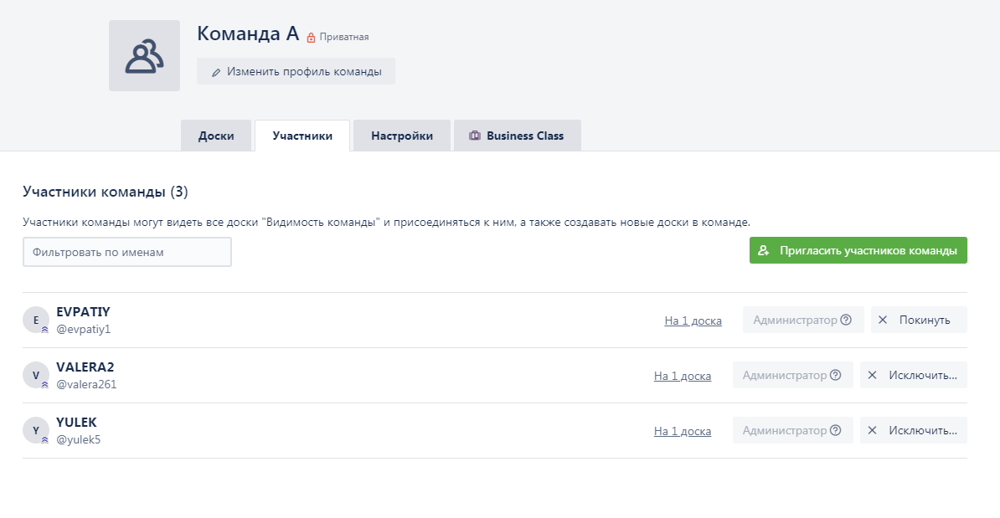 Команда А Приватная
Изменить профиль команды
Доски Участники Настройки Business Class
Участники команды (3)
Участники команды могут видеть все доски "Видимость команды" и присоединяться к ним, а также создавать новые доски в команде.
Фильтровать по именам
Пригласить участников команды
E EVPATIY
@evpatiy1
На 1 доска Администратор ? Покинуть
V VALERA2
@valera261
На 1 доска Администратор ? Исключить...
Y YULEK
@yulek5
На 1 доска Администратор ? Исключить...